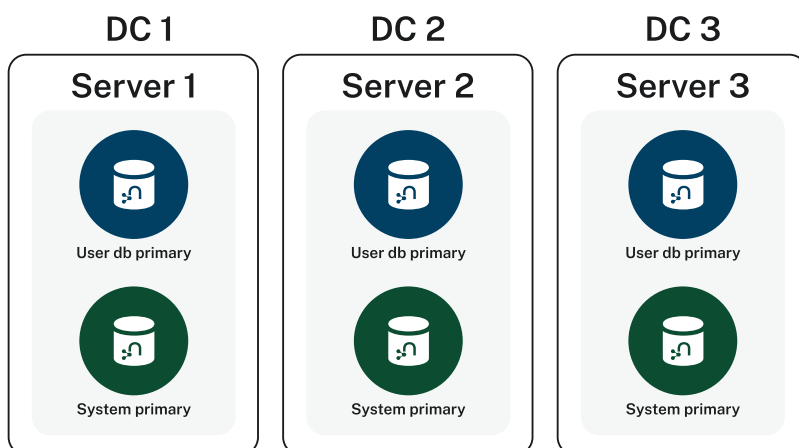 DC 1
DC 2
DC 3
Server 1
Server 2
Server 3
User db primary
User db primary
User db primary
System primary
System primary
System primary